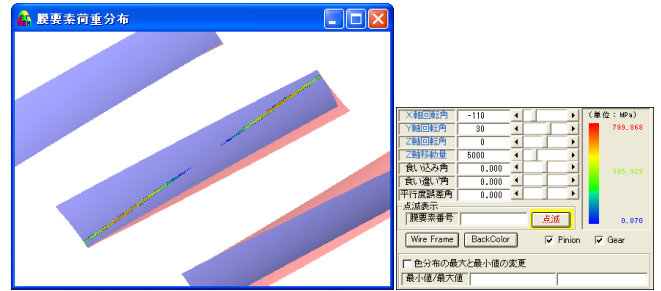 膜要素荷重分布
X軸回転角 -110
Y軸回転角 30
Z軸回転角 0
Z軸移動量 5000
食い込み角 0.000
食い違い角 0.000
平行度誤差角 0.000
点滅表示
膜要素番号 点滅
(単位：MPa)
799.868
395.929
0.070
Wire Frame BackColor Pinion Gear
色分布の最大と最小値の変更
最小値/最大値